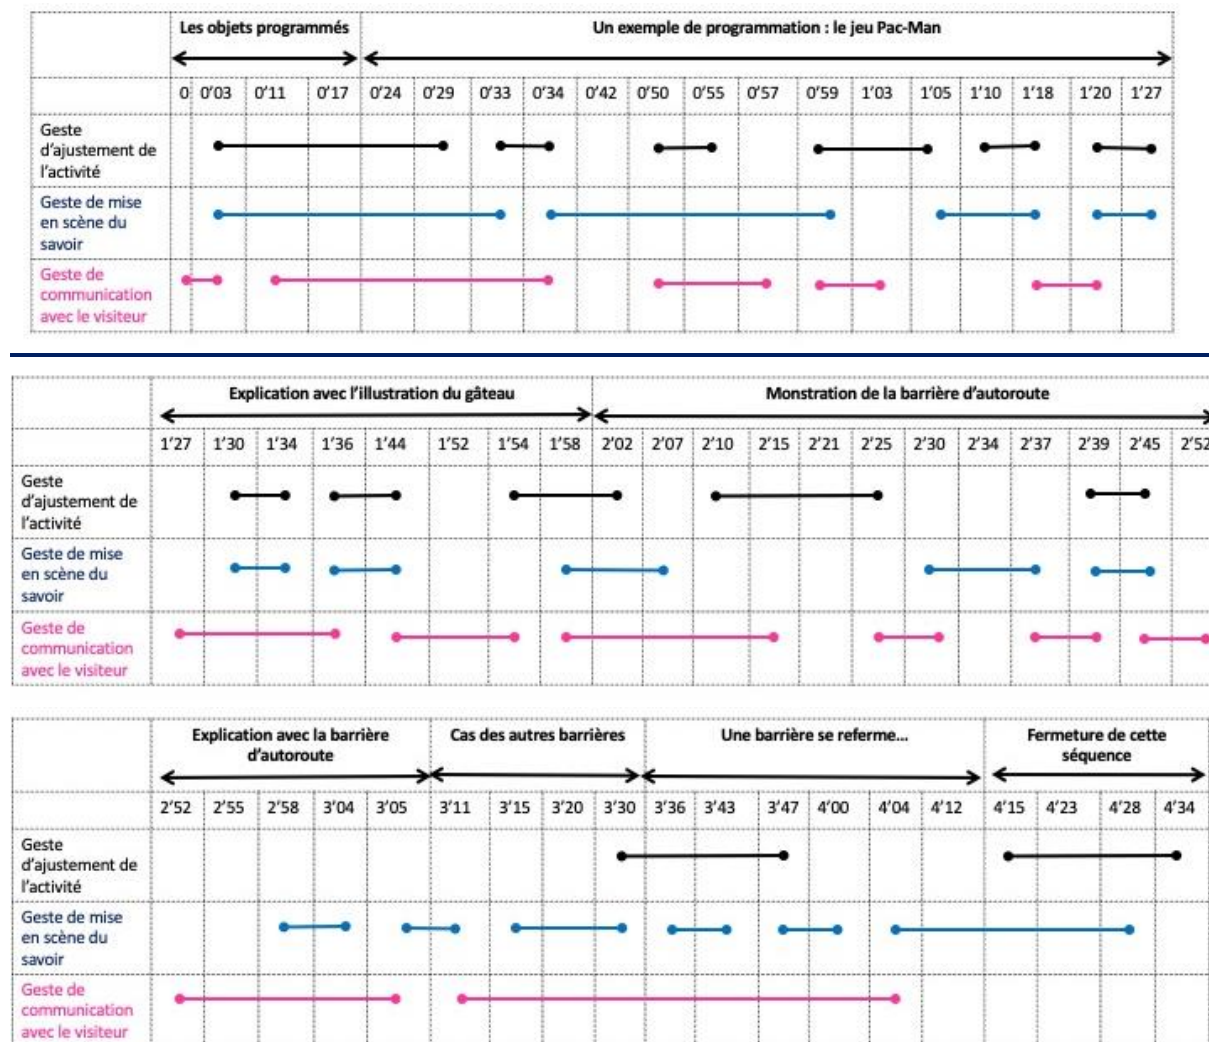 Les objets programmés
Un exemple de programmation : le jeu Pac-Man
0 0’03 0’11 0’17 0’24 0’29 0’33 0’34 0’42 0’50 0’55 0’57 0’59 1’03 1’05 1’10 1’18 1’20 1’27
Geste
d’ajustement de
l’activité
Geste de mise
en scène du
savoir
Geste de
communication
avec le visiteur
Explication avec l’illustration du gâteau
Monstration de la barrière d’autoroute
1’27 1’30 1’34 1’36 1’44 1’52 1’54 1’58 2’02 2’07 2’10 2’15 2’21 2’25 2’30 2’34 2’37 2’39 2’45 2’52
Geste
d’ajustement de
l’activité
Geste de mise
en scène du
savoir
Geste de
communication
avec le visiteur
Explication avec la barrière
d’autoroute
Cas des autres barrières
Une barrière se referme…
Fermeture de cette
séquence
2’52 2’55 2’58 3’04 3’05 3’11 3’15 3’20 3’30 3’36 3’43 3’47 4’00 4’04 4’12 4’15 4’23 4’28 4’34
Geste
d’ajustement de
l’activité
Geste de mise
en scène du
savoir
Geste de
communication
avec le visiteur